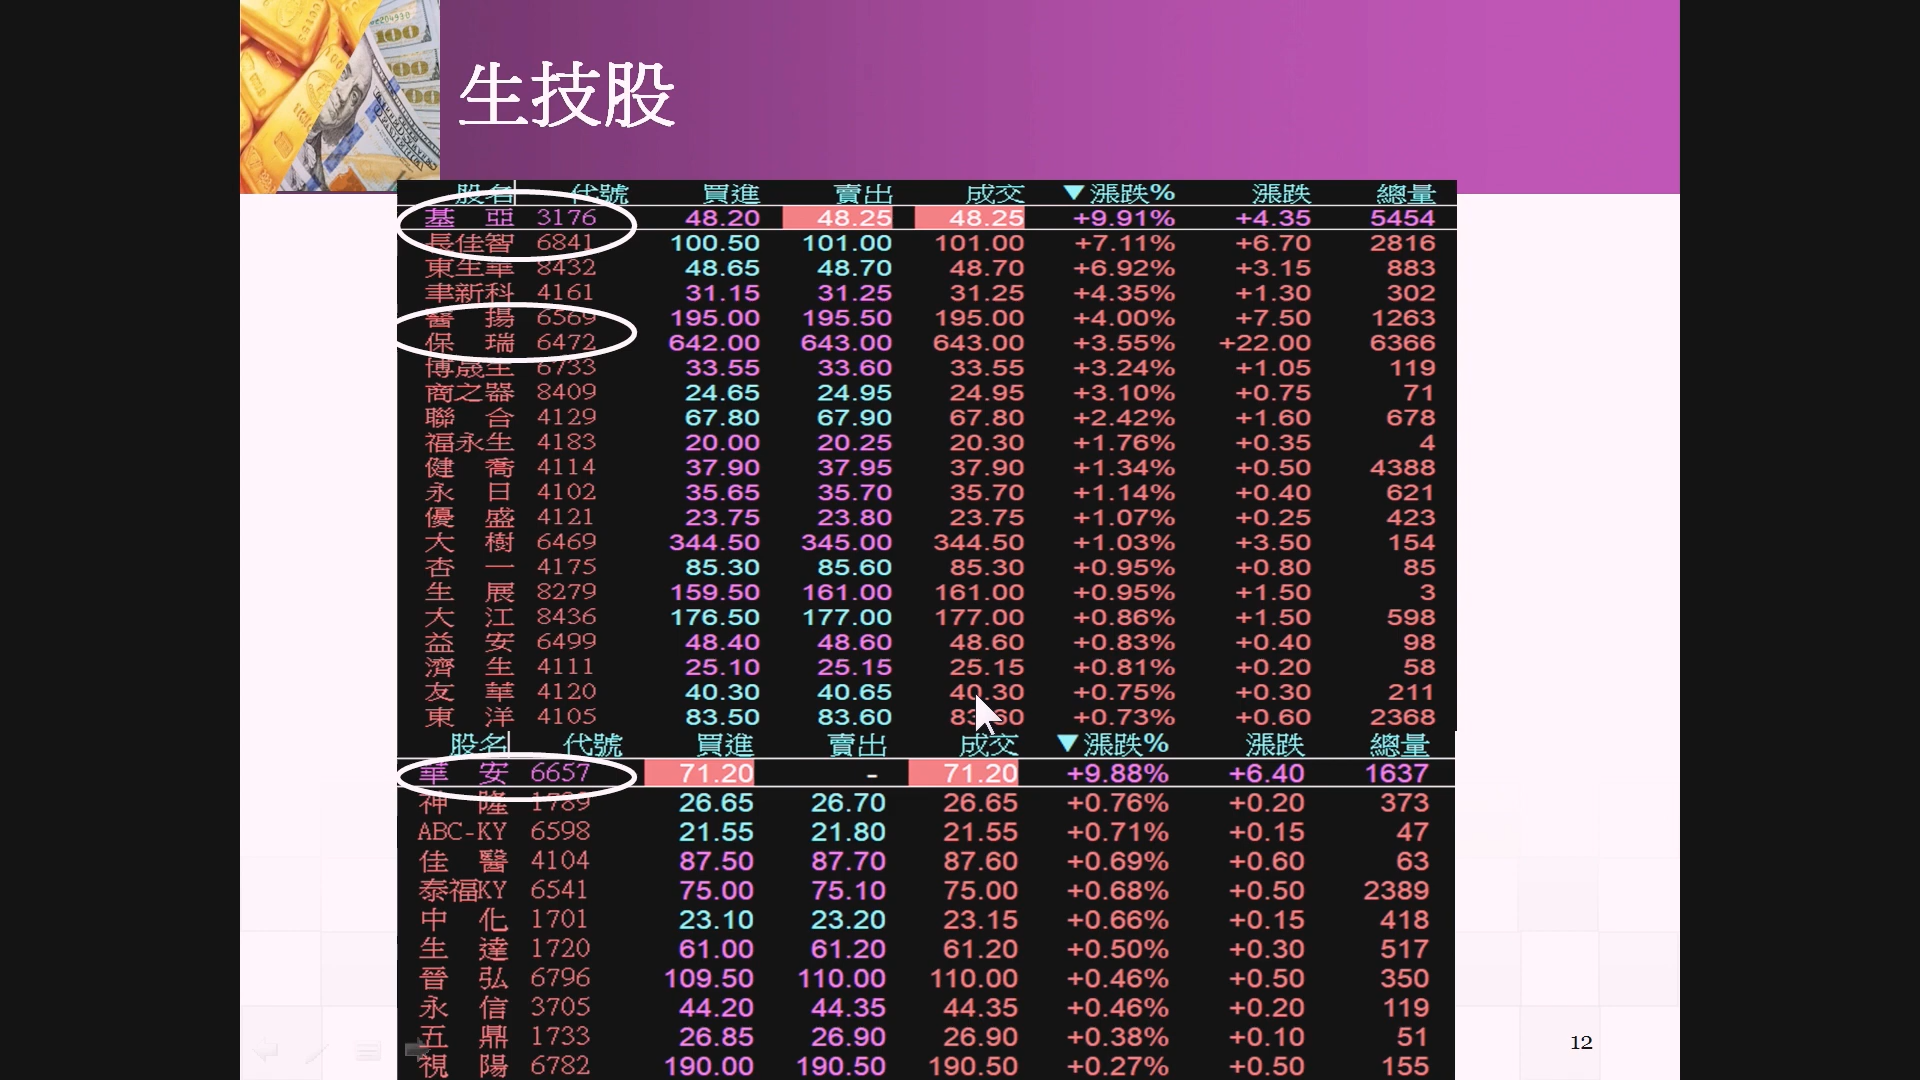 生技股
股名 代號 買進 賣出 成交 ▼漲跌% 漲跌 總量
基 亞 3176 48.20 48.25 48.25 +9.91% +4.35 5454
長佳智 6841 100.50 101.00 101.00 +7.11% +6.70 2816
東生華 8432 48.65 48.70 48.70 +6.92% +3.15 883
聿新科 4161 31.15 31.25 31.25 +4.35% +1.30 302
醫 揚 6569 195.00 195.50 195.00 +4.00% +7.50 1263
保 瑞 6472 642.00 643.00 643.00 +3.55% +22.00 6366
博晟生 6733 33.55 33.60 33.55 +3.24% +1.05 119
商之器 8409 24.65 24.95 24.95 +3.10% +0.75 71
聯 合 4129 67.80 67.90 67.80 +2.42% +1.60 678
福永生 4183 20.00 20.25 20.30 +1.76% +0.35 4
健 喬 4114 37.90 37.95 37.90 +1.34% +0.50 4388
永 日 4102 35.65 35.70 35.70 +1.14% +0.40 621
優 盛 4121 23.75 23.80 23.75 +1.07% +0.25 423
大 樹 6469 344.50 345.00 344.50 +1.03% +3.50 154
杏 一 4175 85.30 85.60 85.30 +0.95% +0.80 85
生 展 8279 159.50 161.00 161.00 +0.95% +1.50 3
大 江 8436 176.50 177.00 177.00 +0.86% +1.50 598
益 安 6499 48.40 48.60 48.60 +0.83% +0.40 98
濟 生 4111 25.10 25.15 25.15 +0.81% +0.20 58
友 華 4120 40.30 40.65 40.30 +0.75% +0.30 211
東 洋 4105 83.50 83.60 83.60 +0.73% +0.60 2368
股名 代號 買進 賣出 成交 ▼漲跌% 漲跌 總量
華 安 6657 71.20 - 71.20 +9.88% +6.40 1637
神 隆 1789 26.65 26.70 26.65 +0.76% +0.20 373
ABC-KY 6598 21.55 21.80 21.55 +0.71% +0.15 47
佳 醫 4104 87.50 87.70 87.60 +0.69% +0.60 63
泰福KY 6541 75.00 75.10 75.00 +0.68% +0.50 2389
中 化 1701 23.10 23.20 23.15 +0.66% +0.15 418
生 達 1720 61.00 61.20 61.20 +0.50% +0.30 517
晉 弘 6796 109.50 110.00 110.00 +0.46% +0.50 350
永 信 3705 44.20 44.35 44.35 +0.46% +0.20 119
五 鼎 1733 26.85 26.90 26.90 +0.38% +0.10 51
視 陽 6782 190.00 190.50 190.50 +0.27% +0.50 155
12